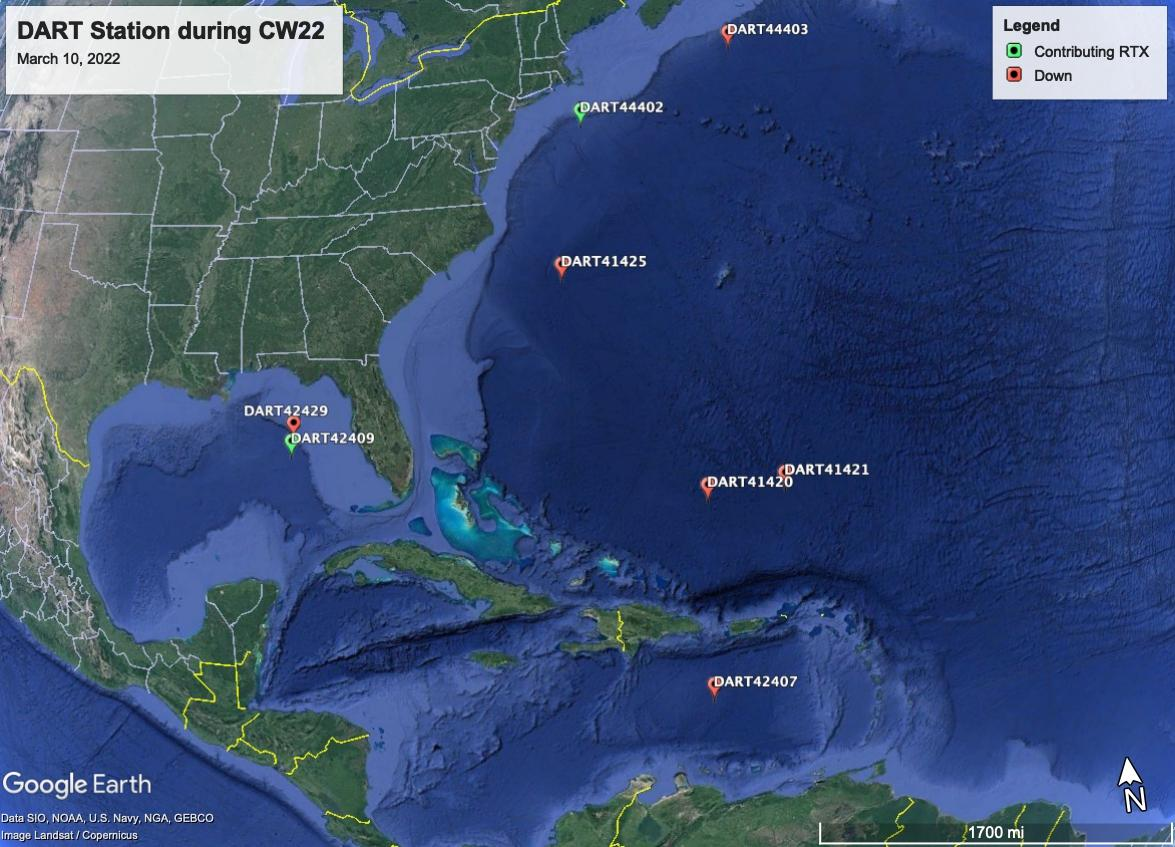 DART Station during CW22
March 10, 2022
Legend
Contributing RTX
Down
DART44403
DART44402
DART41425
DART42429
DART42409
DART41421
DART41420
DART42407
Google Earth
N
Data SIO, NOAA, U.S. Navy, NGA, GEBCO
Image Landsat / Copernicus
1700 mi